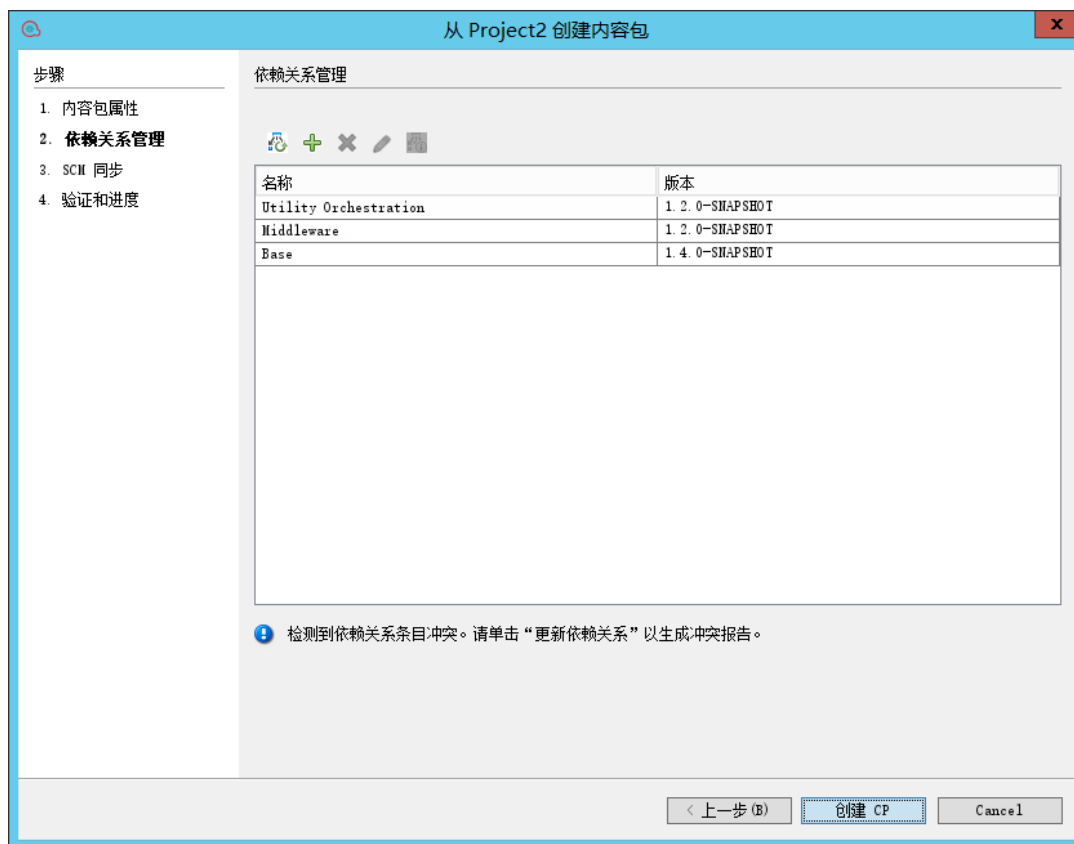 从 Project2 创建内容包
x
步骤
1. 内容包属性
2. 依赖关系管理
3. SCM 同步
4. 验证和进度
依赖关系管理
名称 版本
Utility Orchestration 1.2.0-SNAPSHOT
Middleware 1.2.0-SNAPSHOT
Base 1.4.0-SNAPSHOT
检测到依赖关系条目冲突。请单击“更新依赖关系”以生成冲突报告。
< 上一步(B) 创建 CP Cancel